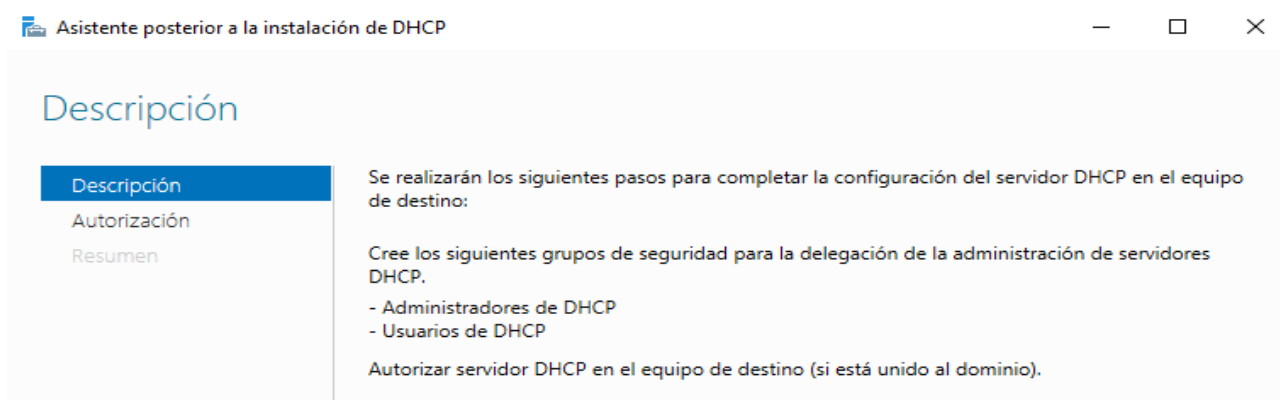 Asistente posterior a la instalación de DHCP
Descripción
Descripción
Autorización
Resumen
Se realizarán los siguientes pasos para completar la configuración del servidor DHCP en el equipo
de destino:
Cree los siguientes grupos de seguridad para la delegación de la administración de servidores
DHCP.
- Administradores de DHCP
- Usuarios de DHCP
Autorizar servidor DHCP en el equipo de destino (si está unido al dominio).